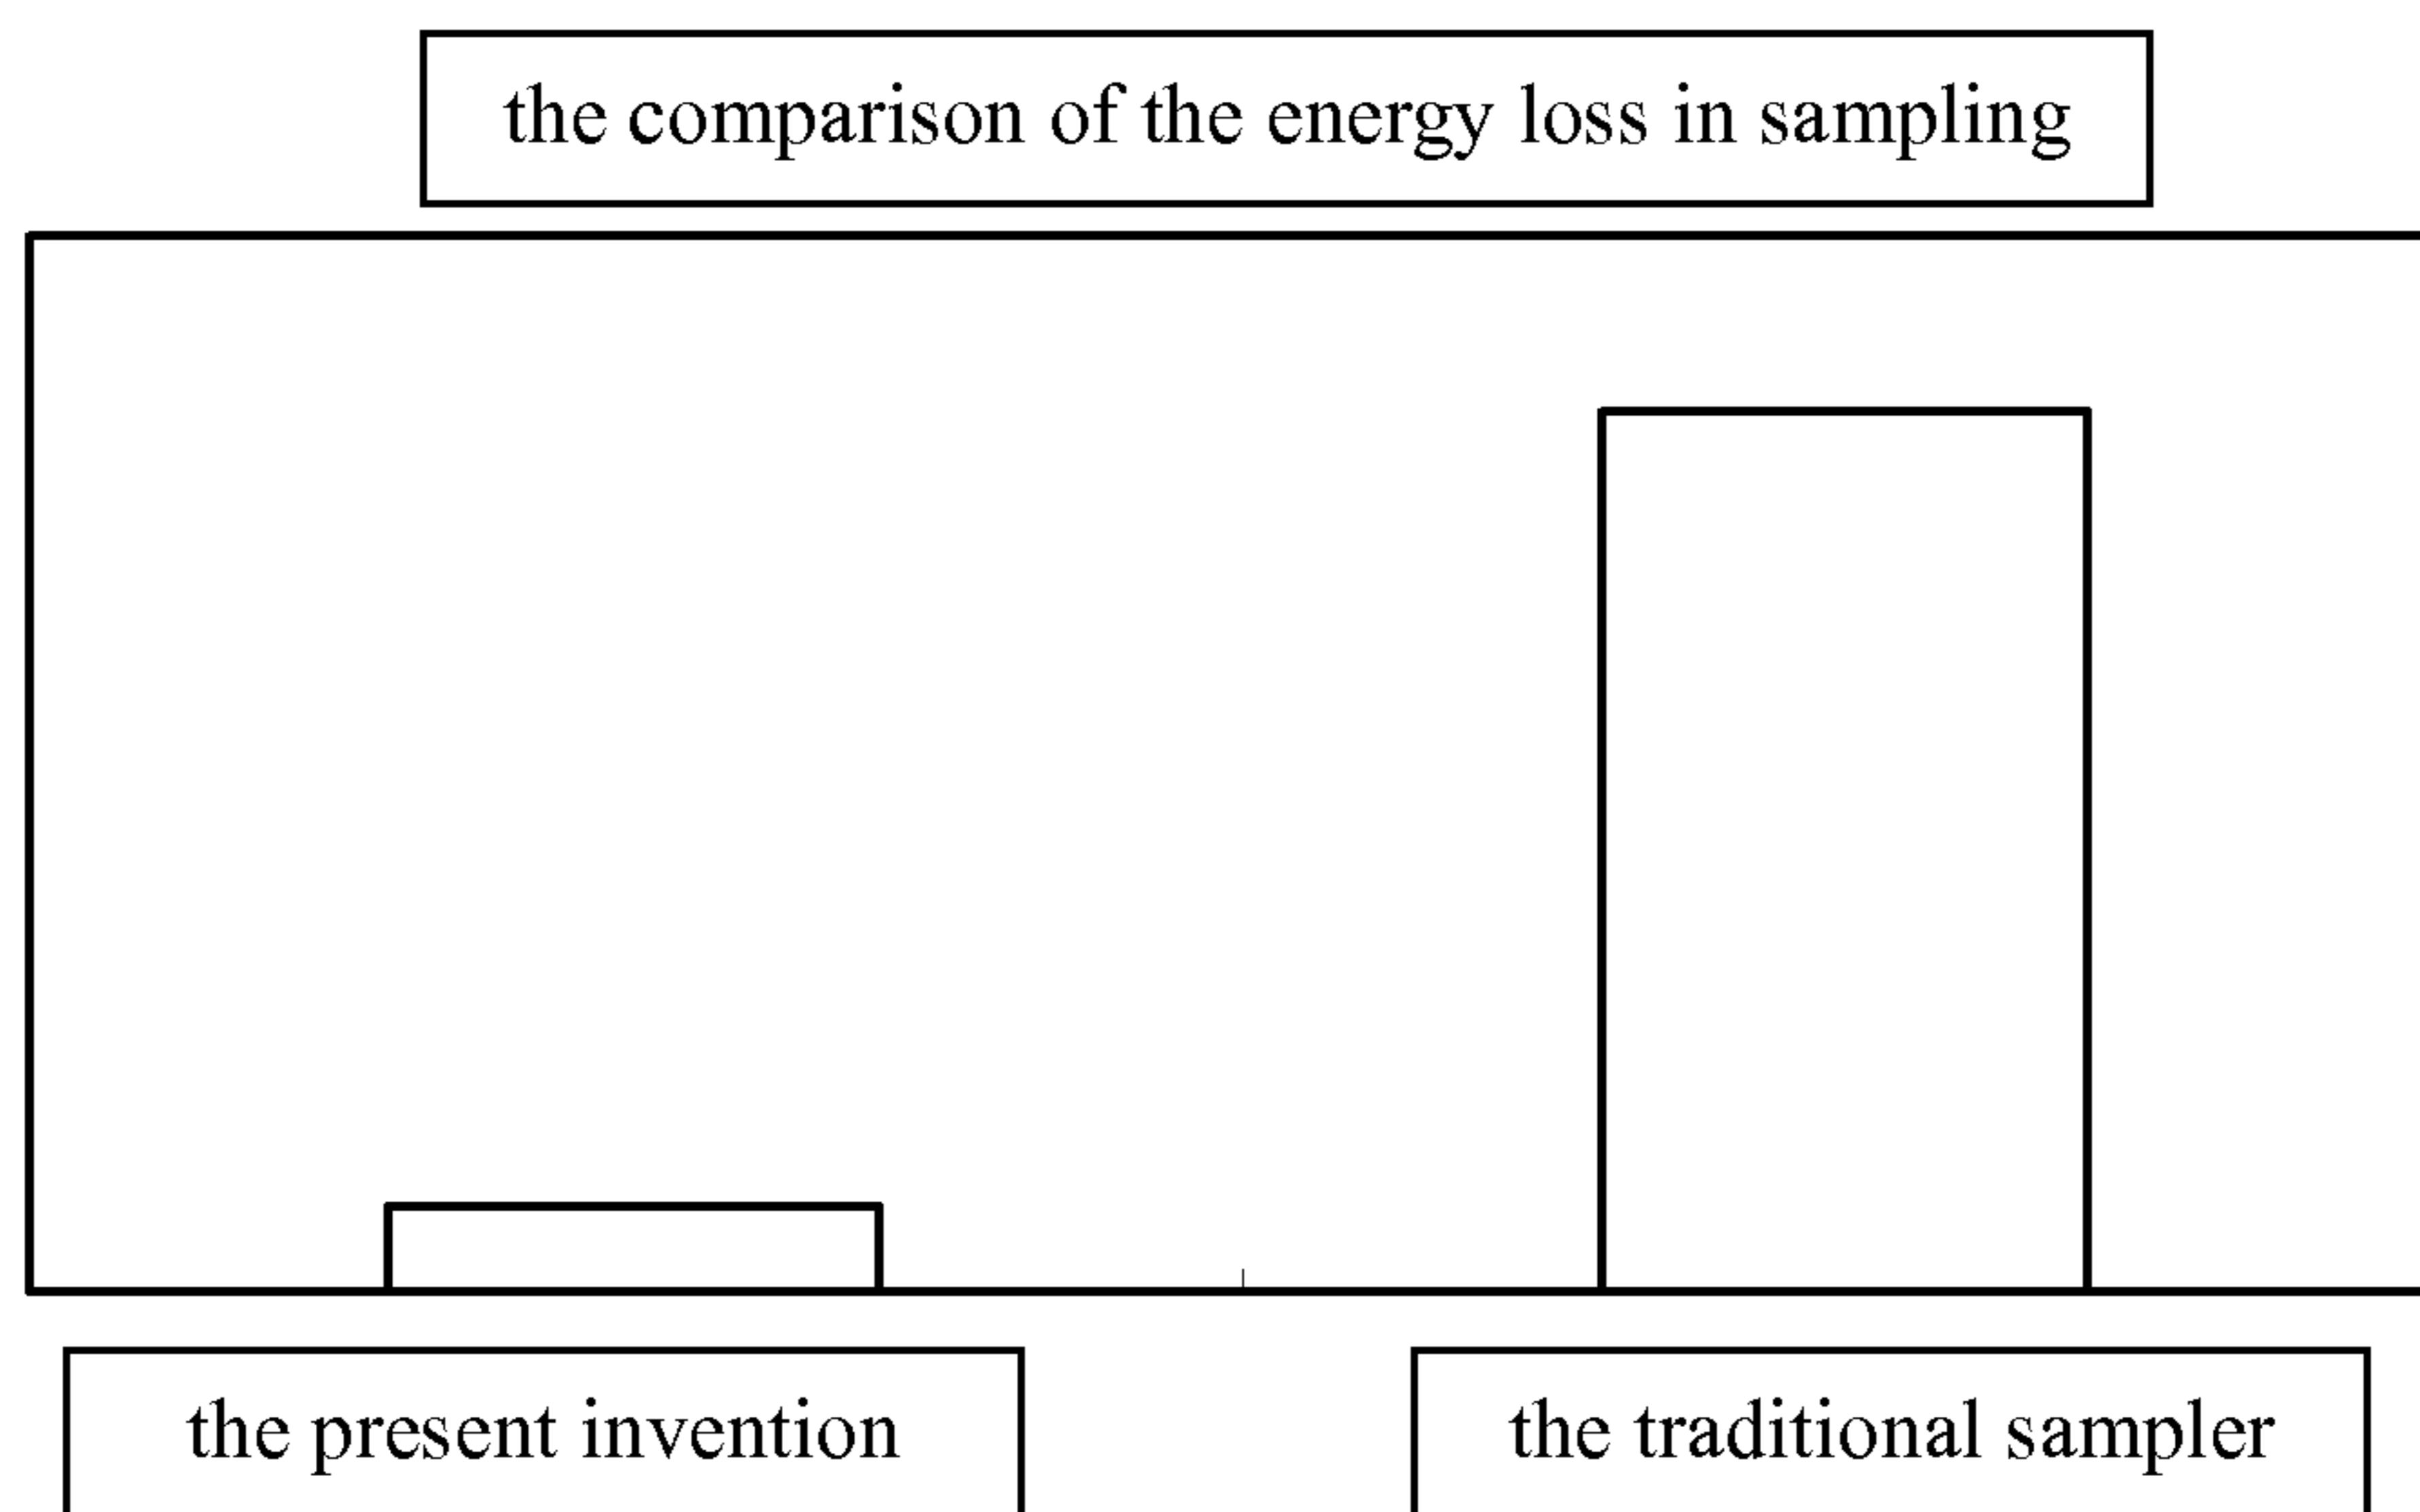 the comparison of the energy loss in sampling
the present invention
the traditional sampler